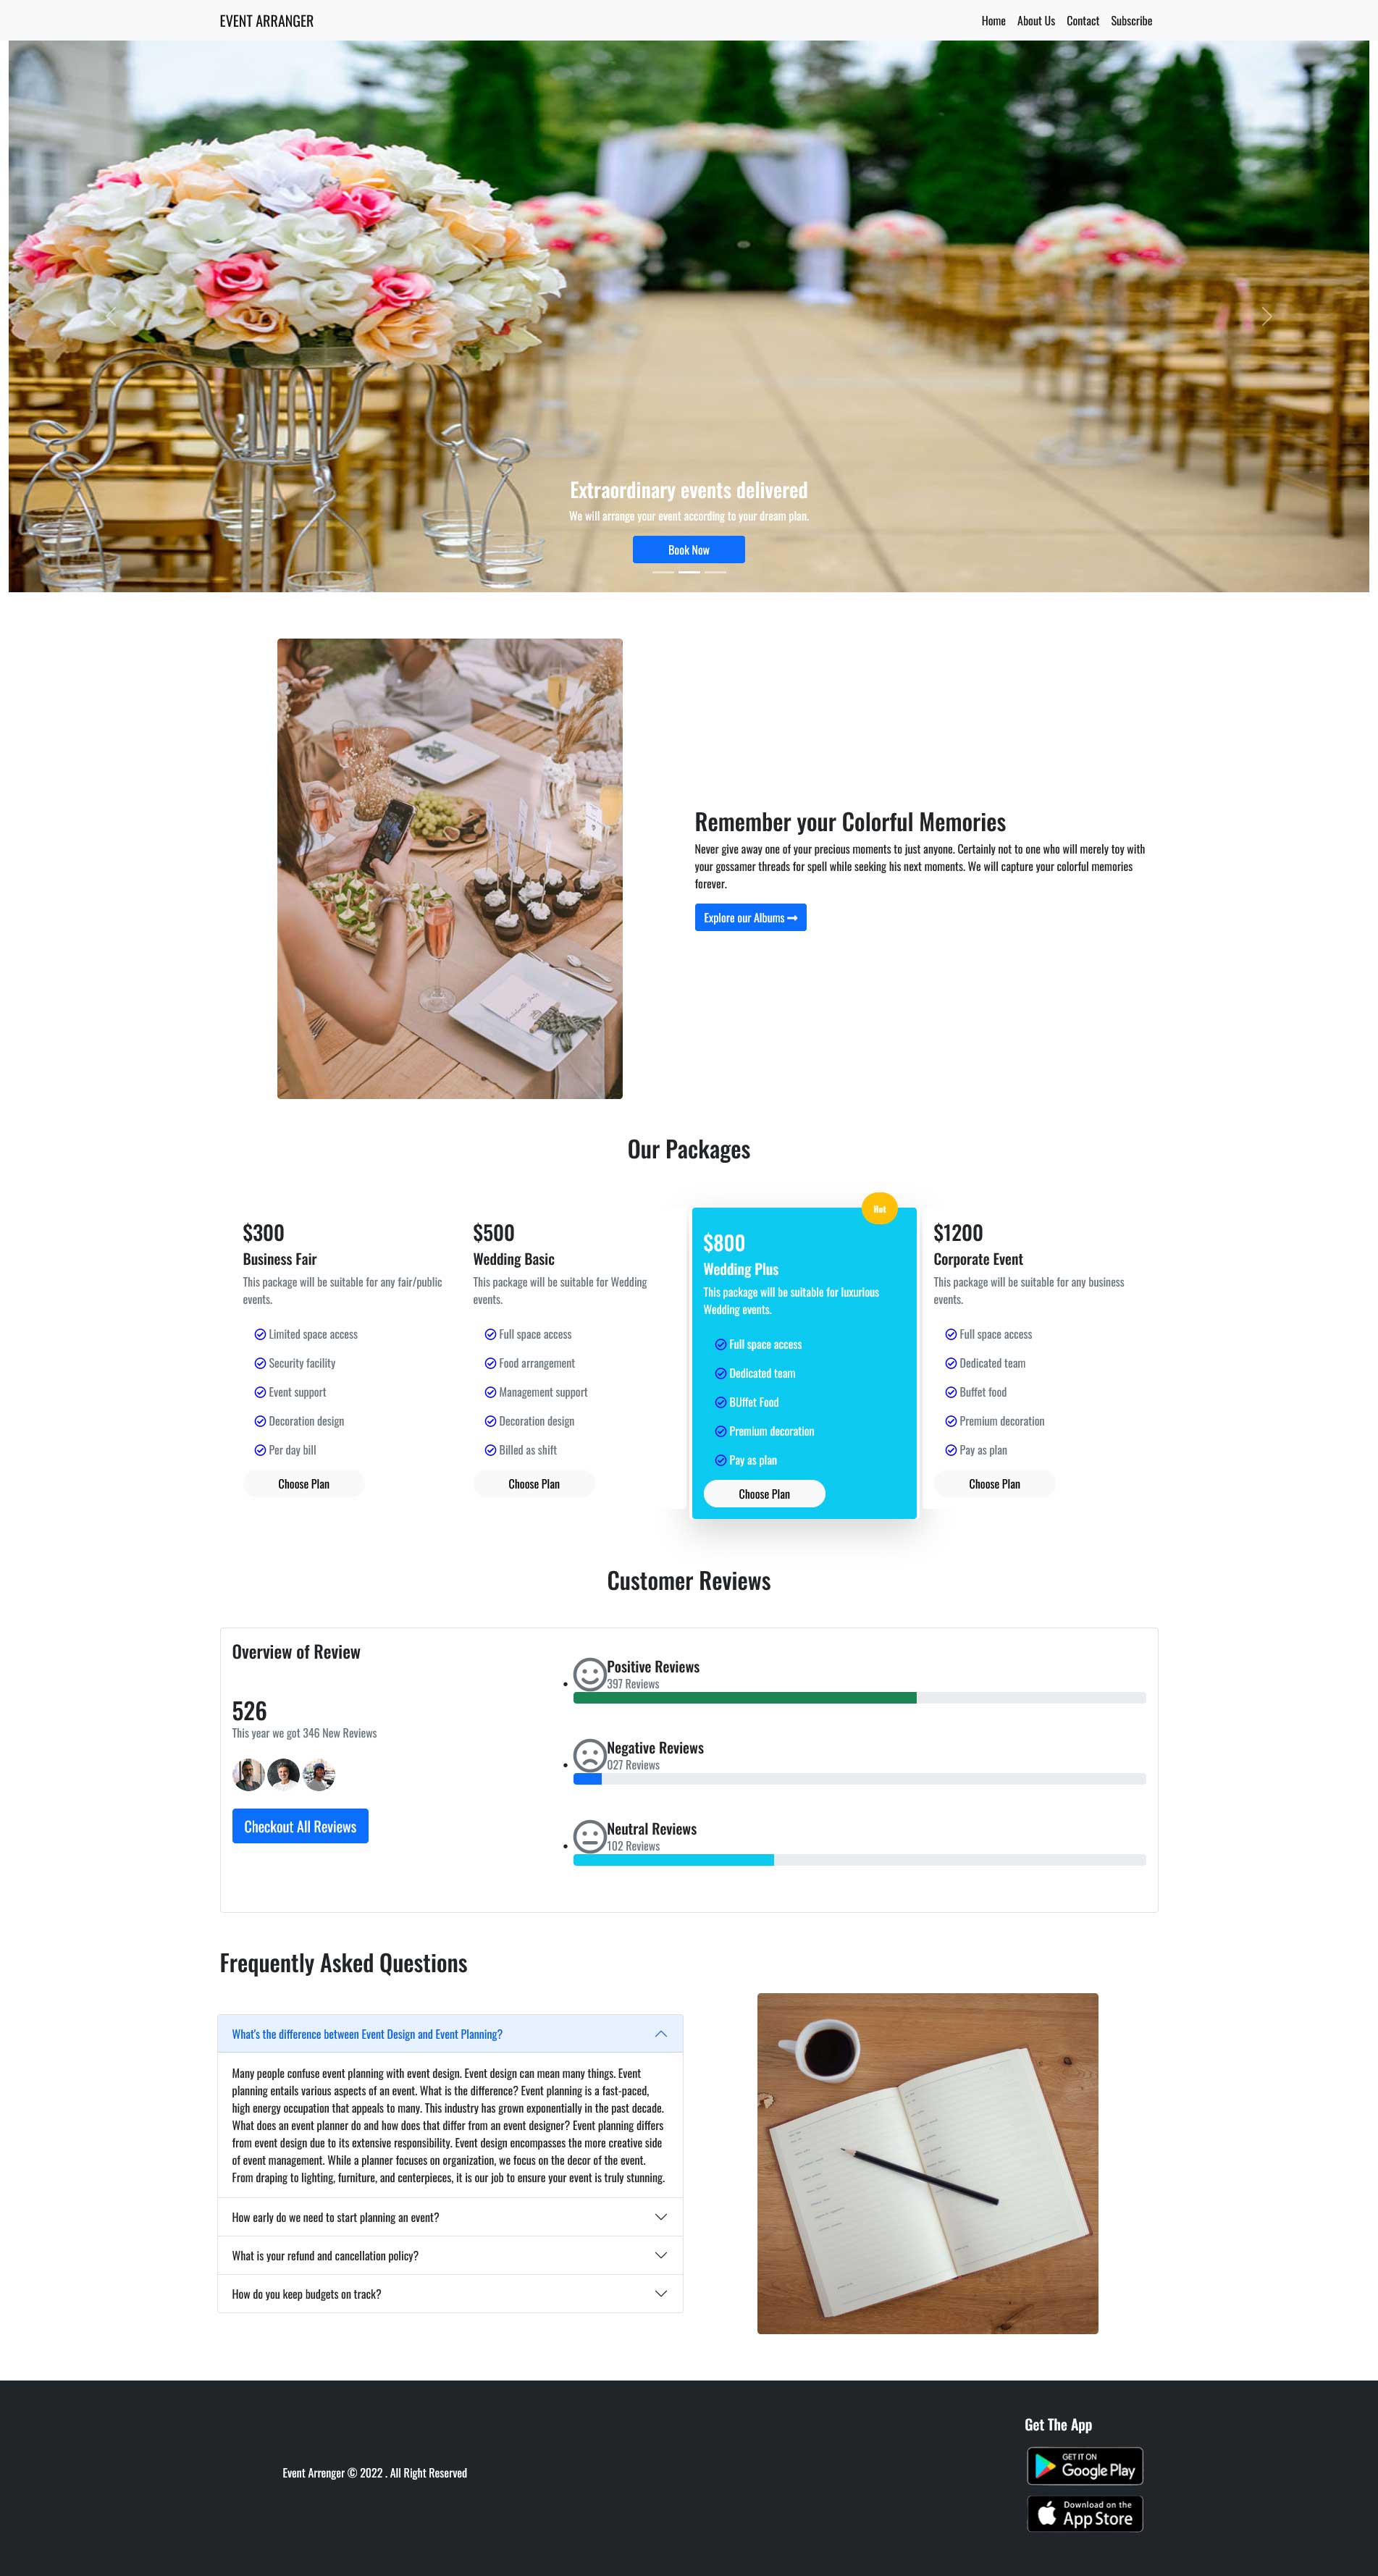 EVENT ARRANGER
Home About Us Contact Subscribe
Extraordinary events delivered
We will arrange your event according to your dream plan.
Book Now
Remember your Colorful Memories
Never give away one of your precious moments to just anyone. Certainly not to one who will merely toy with
your gossamer threads for spell while seeking his next moments. We will capture your colorful memories
forever.
Explore our Albums
Our Packages
$300
Business Fair
This package will be suitable for any fair/public
events.
Limited space access
Security facility
Event support
Decoration design
Per day bill
Choose Plan
$500
Wedding Basic
This package will be suitable for Wedding
events.
Full space access
Food arrangement
Management support
Decoration design
Billed as shift
Choose Plan
Hot
$800
Wedding Plus
This package will be suitable for luxurious
Wedding events.
Full space access
Dedicated team
BUffet Food
Premium decoration
Pay as plan
Choose Plan
$1200
Corporate Event
This package will be suitable for any business
events.
Full space access
Dedicated team
Buffet food
Premium decoration
Pay as plan
Choose Plan
Customer Reviews
Overview of Review
526
This year we got 346 New Reviews
Checkout All Reviews
Positive Reviews
397 Reviews
Negative Reviews
027 Reviews
Neutral Reviews
102 Reviews
Frequently Asked Questions
What's the difference between Event Design and Event Planning?
Many people confuse event planning with event design. Event design can mean many things. Event
planning entails various aspects of an event. What is the difference? Event planning is a fast-paced,
high energy occupation that appeals to many. This industry has grown exponentially in the past decade.
What does an event planner do and how does that differ from an event designer? Event planning differs
from event design due to its extensive responsibility. Event design encompasses the more creative side
of event management. While a planner focuses on organization, we focus on the decor of the event.
From draping to lighting, furniture, and centerpieces, it is our job to ensure your event is truly stunning.
How early do we need to start planning an event?
What is your refund and cancellation policy?
How do you keep budgets on track?
Event Arrenger © 2022 . All Right Reserved
Get The App
GET IT ON
Google Play
Download on the
App Store